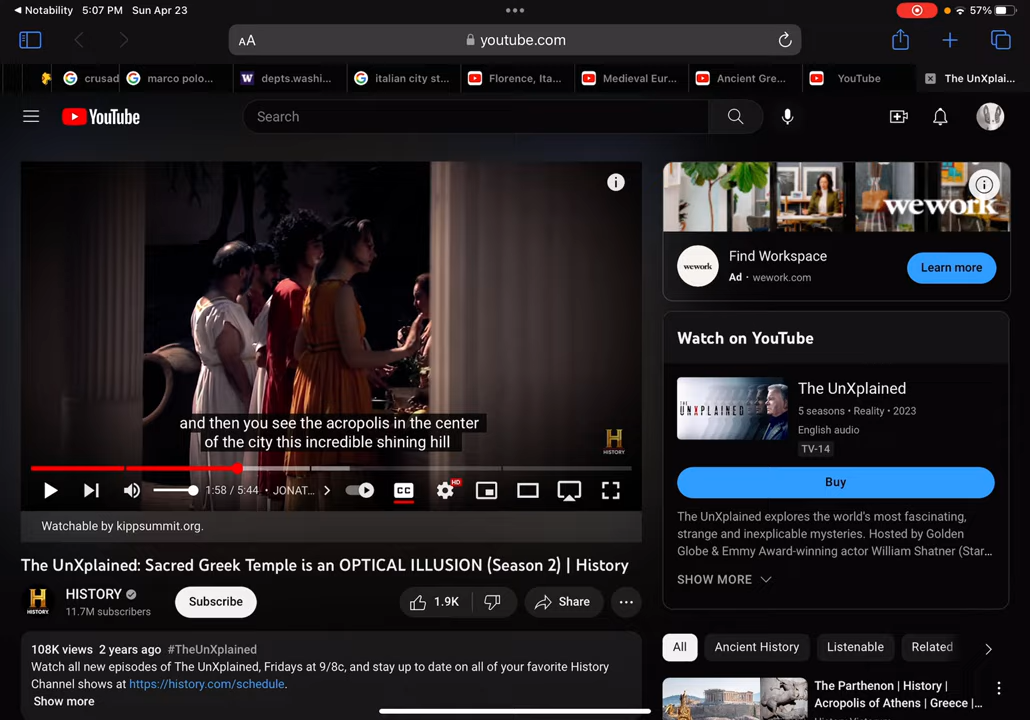 Notability 5:07 PM Sun Apr 23
57%
AA
youtube.com
crusad
marco polo...
W depts.washi...
italian city st...
Florence, Ita...
Medieval Eur...
Ancient Gre...
YouTube
The UnXplai...
YouTube
Search
and then you see the acropolis in the center
of the city this incredible shining hill
H
HISTORY
1:58 / 5:44 • JONAT...
CC
HD
Watchable by kippsummit.org.
The UnXplained: Sacred Greek Temple is an OPTICAL ILLUSION (Season 2) | History
H
HISTORY
HISTORY
11.7M subscribers
Subscribe
1.9K
Share
108K views 2 years ago #TheUnXplained
Watch all new episodes of The UnXplained, Fridays at 9/8c, and stay up to date on all of your favorite History
Channel shows at https://history.com/schedule.
Show more
wework
wework
Find Workspace
Ad • wework.com
Learn more
Watch on YouTube
THE UNXPLAINED
The UnXplained
5 seasons • Reality • 2023
English audio
TV-14
Buy
The UnXplained explores the world's most fascinating,
strange and inexplicable mysteries. Hosted by Golden
Globe & Emmy Award-winning actor William Shatner (Star...
SHOW MORE
All
Ancient History
Listenable
Related
The Parthenon | History |
Acropolis of Athens | Greece |...